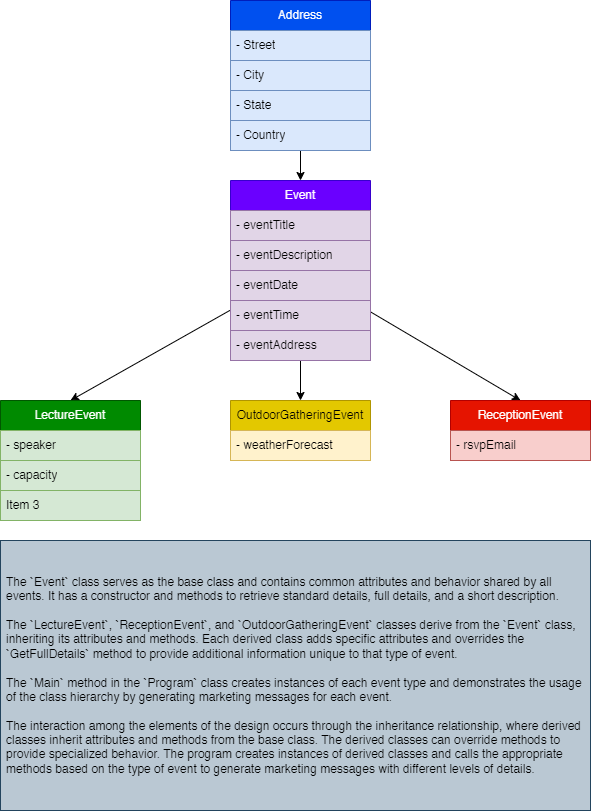 Address
- Street
- City
- State
- Country
Event
- eventTitle
- eventDescription
- eventDate
- eventTime
- eventAddress
LectureEvent
- speaker
- capacity
Item 3
OutdoorGatheringEvent
- weatherForecast
ReceptionEvent
- rsvpEmail
The `Event` class serves as the base class and contains common attributes and behavior shared by all
events. It has a constructor and methods to retrieve standard details, full details, and a short description.
The `LectureEvent`, `ReceptionEvent`, and `OutdoorGatheringEvent` classes derive from the `Event` class,
inheriting its attributes and methods. Each derived class adds specific attributes and overrides the
`GetFullDetails` method to provide additional information unique to that type of event.
The `Main` method in the `Program` class creates instances of each event type and demonstrates the usage
of the class hierarchy by generating marketing messages for each event.
The interaction among the elements of the design occurs through the inheritance relationship, where derived
classes inherit attributes and methods from the base class. The derived classes can override methods to
provide specialized behavior. The program creates instances of derived classes and calls the appropriate
methods based on the type of event to generate marketing messages with different levels of details.